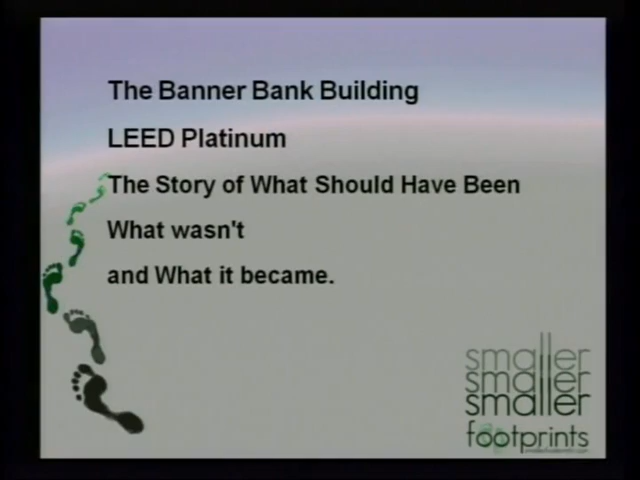 The Banner Bank Building
LEED Platinum
The Story of What Should Have Been
What wasn't
and What it became.
smaller
smaller
smaller
footprints